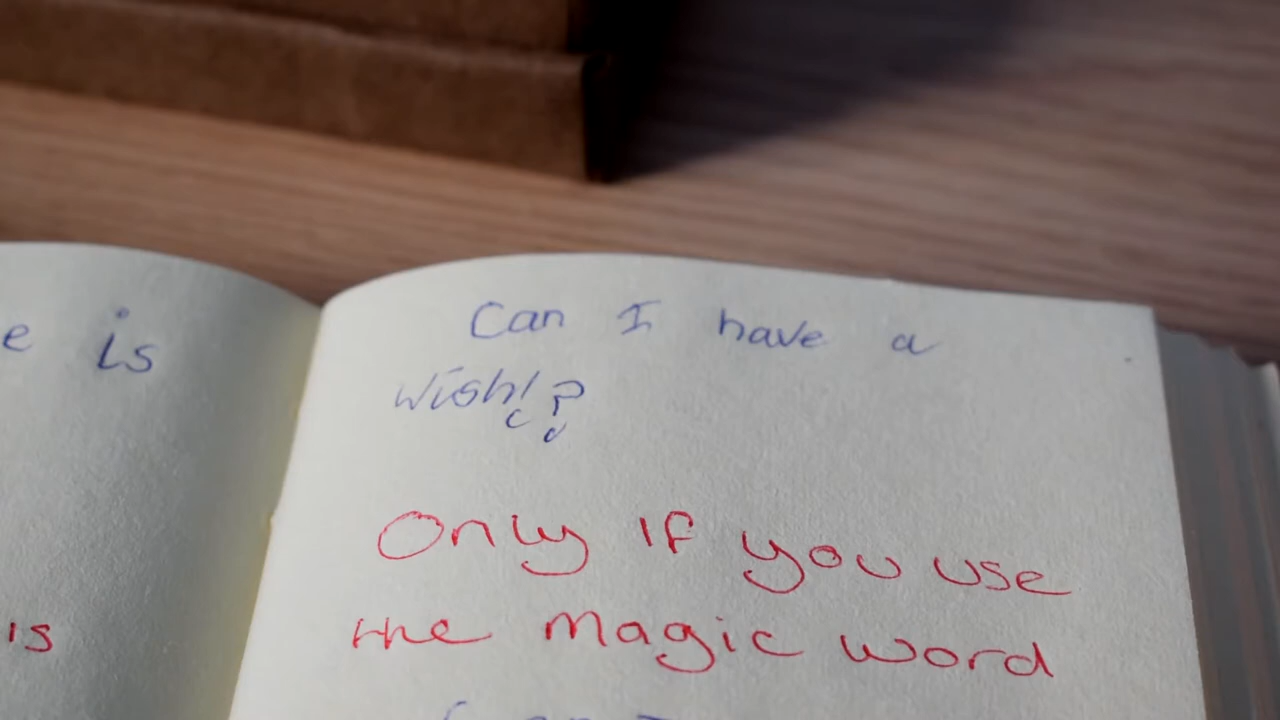 e is
is
Can I have a
wish!?
Only if you use
the magic word